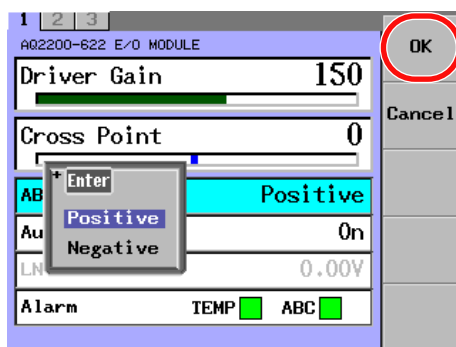 1 2 3
AQ2200-622 E/O MODULE
OK
Driver Gain 150
Cancel
Cross Point 0
Enter
AB Positive
Positive
Au On
Negative
LN 0.00V
Alarm TEMP ABC